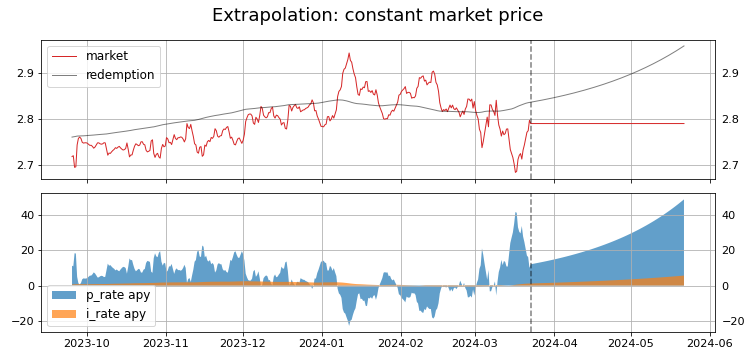 Extrapolation: constant market price
market
redemption
2.9
2.8
2.7
2.9
2.8
2.7
p_rate apy
i_rate apy
40
20
0
−20
40
20
0
−20
2023-10 2023-11 2023-12 2024-01 2024-02 2024-03 2024-04 2024-05 2024-06